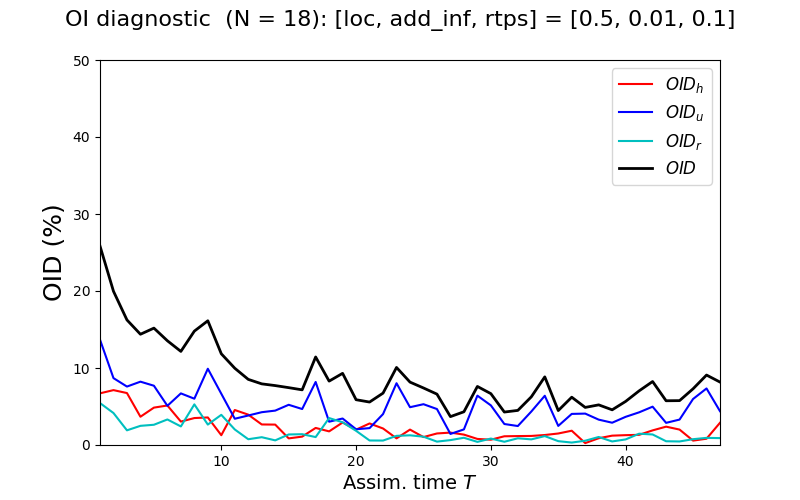 OI diagnostic (N = 18): [loc, add_inf, rtps] = [0.5, 0.01, 0.1]
50
40
30
20
10
0
OID (%)
OID_h
OID_u
OID_r
OID
10 20 30 40
Assim. time T